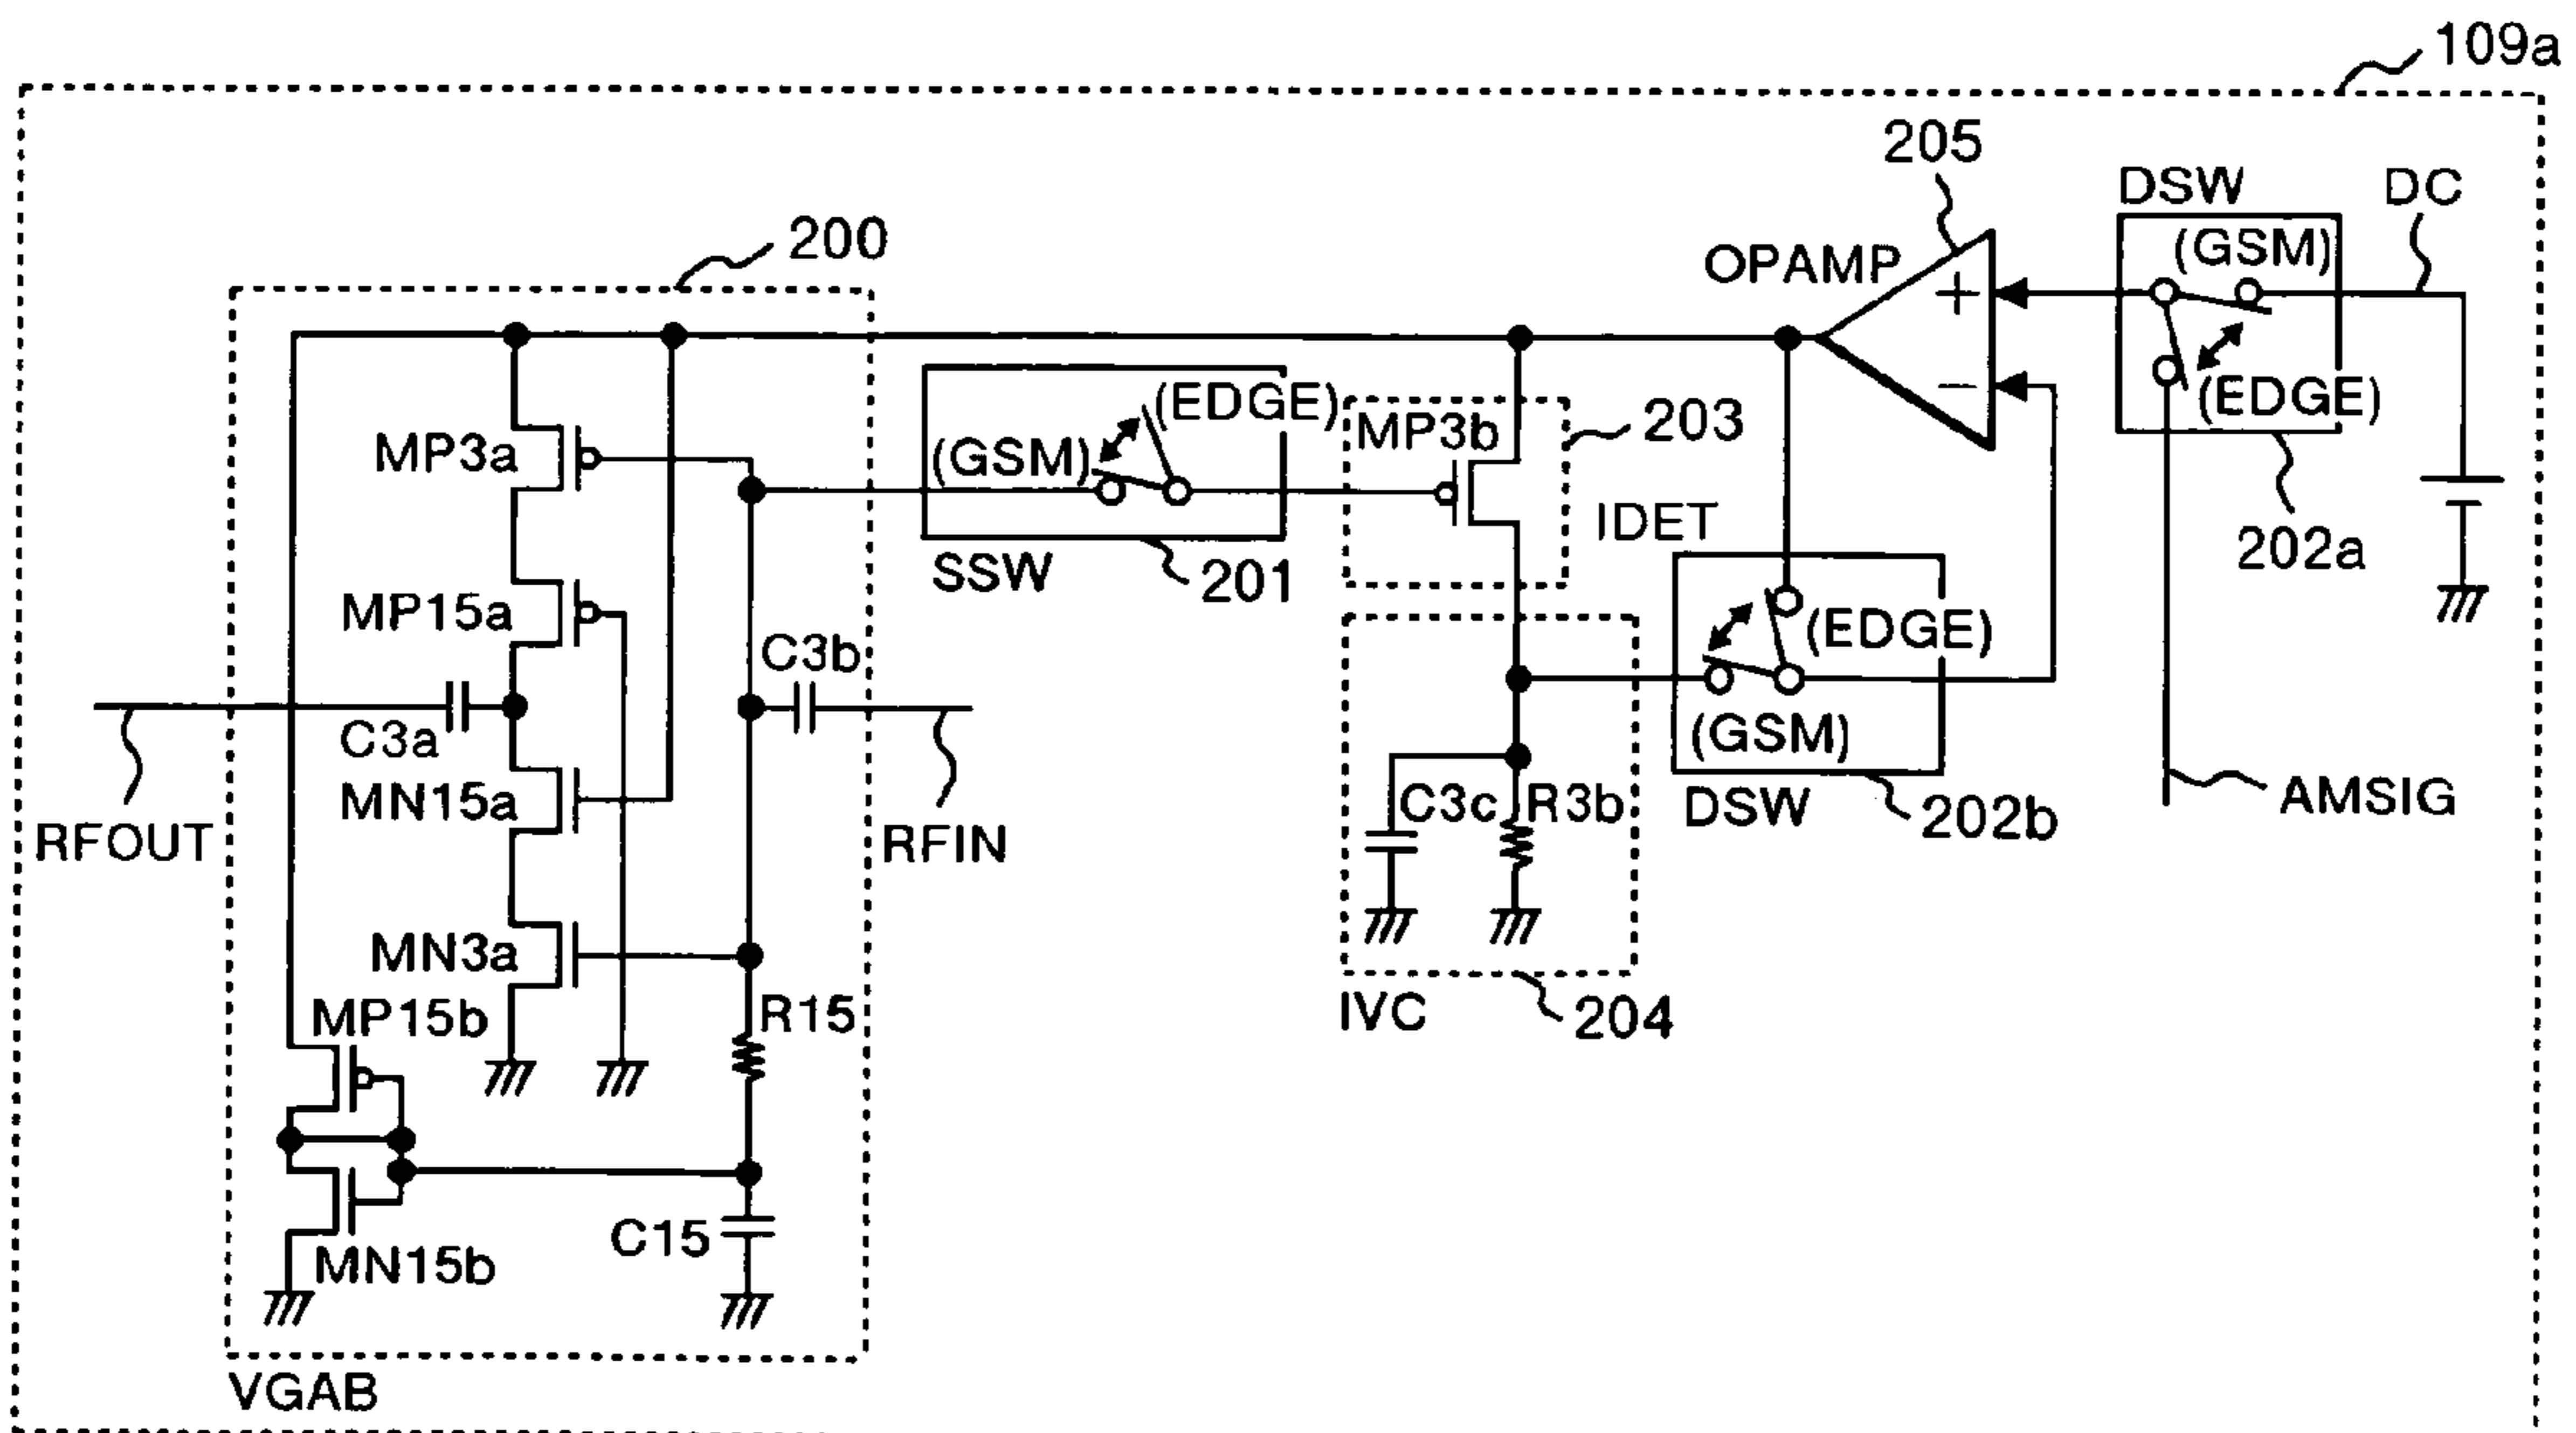 109a
205
DSW
DC
200
(GSM)
OPAMP
+
−
(EDGE)
(EDGE)
MP3b
203
MP3a
(GSM)
IDET
202a
SSW
201
MP15a
(EDGE)
C3b
C3a
(GSM)
MN15a
C3c
R3b
DSW
202b
AMSIG
RFOUT
RFIN
MN3a
R15
IVC
204
MP15b
C15
MN15b
VGAB